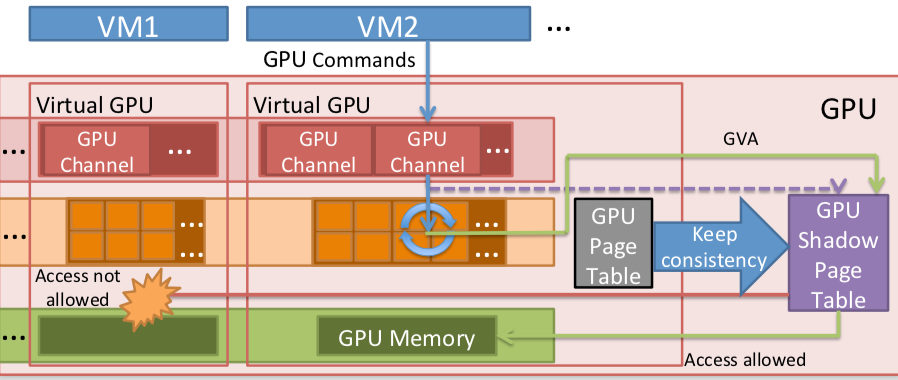 VM1
VM2
...
GPU Commands
Virtual GPU
Virtual GPU
GPU
...
GPU
Channel
...
GPU
Channel
GPU
Channel
...
GVA
...
...
...
...
...
GPU
Page
Table
Keep
consistency
GPU
Shadow
Page
Table
Access not
allowed
...
GPU Memory
Access allowed